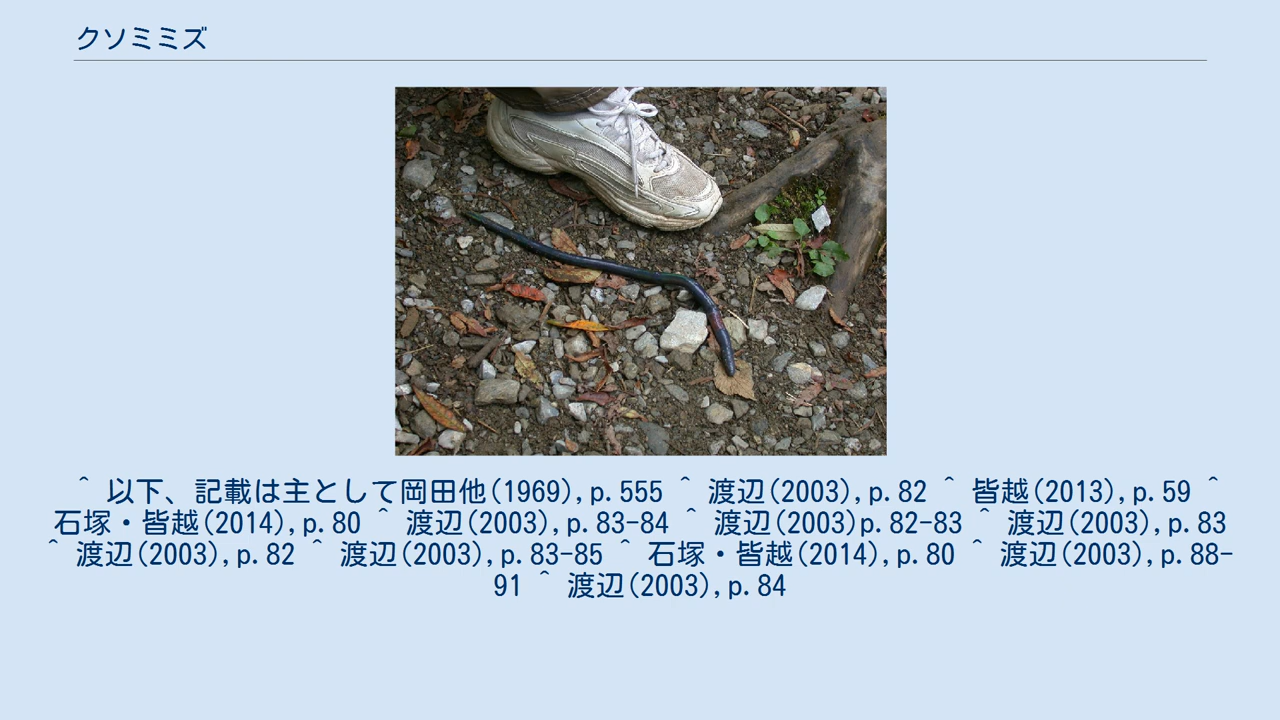 クソミミズ
^ 以下、記載は主として岡田他(1969),p.555 ^ 渡辺(2003),p.82 ^ 皆越(2013),p.59 ^
石塚・皆越(2014),p.80 ^ 渡辺(2003),p.83-84 ^ 渡辺(2003)p.82-83 ^ 渡辺(2003),p.83
^ 渡辺(2003),p.82 ^ 渡辺(2003),p.83-85 ^ 石塚・皆越(2014),p.80 ^ 渡辺(2003),p.88-
91 ^ 渡辺(2003),p.84